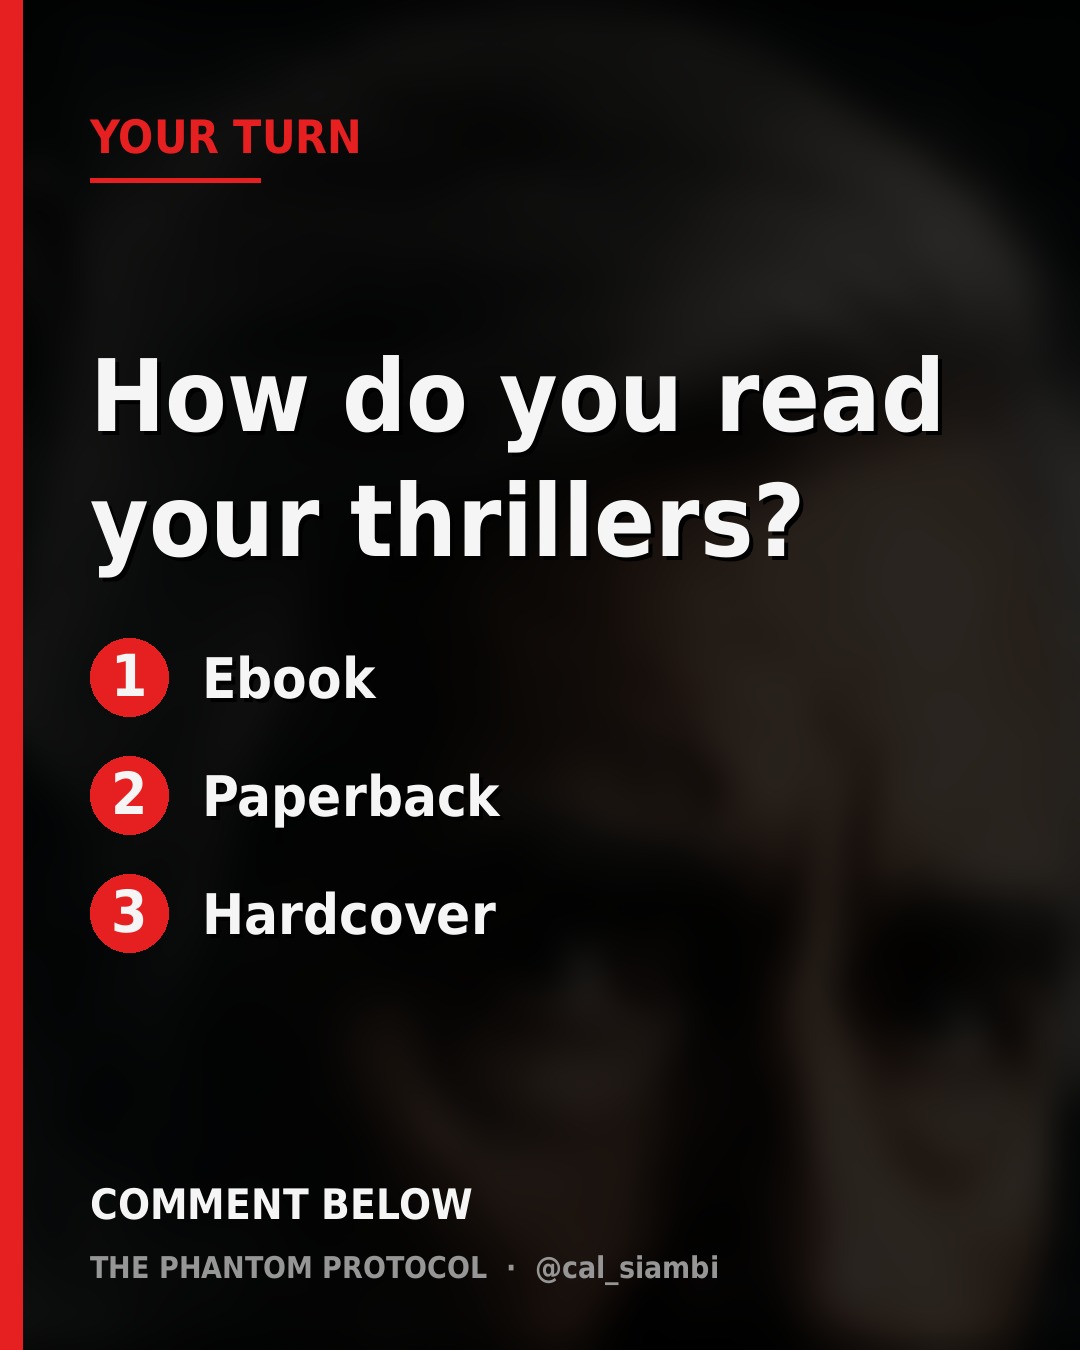 YOUR TURN
How do you read
your thrillers?
1 Ebook
2 Paperback
3 Hardcover
COMMENT BELOW
THE PHANTOM PROTOCOL · @cal_siambi